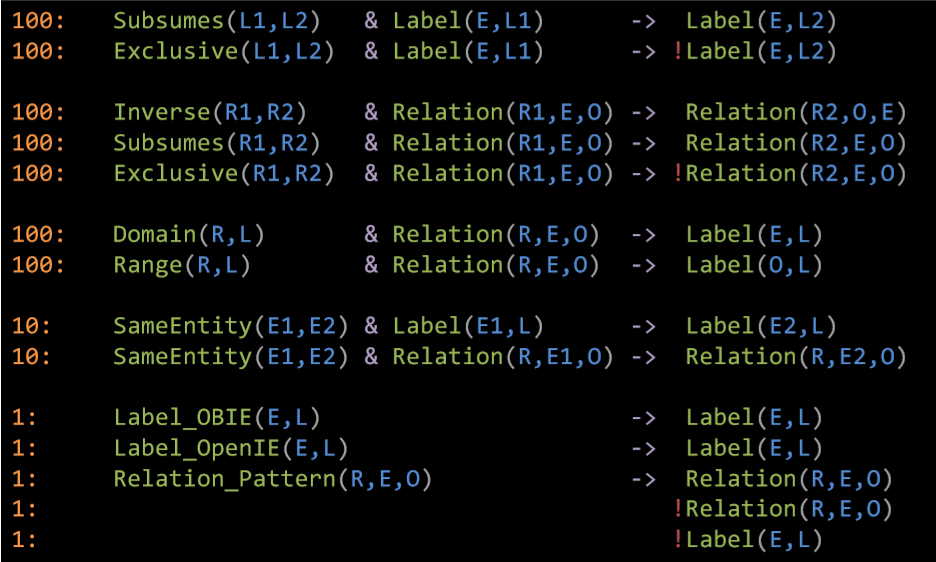 100: Subsumes(L1,L2) & Label(E,L1) -> Label(E,L2)
100: Exclusive(L1,L2) & Label(E,L1) -> !Label(E,L2)
100: Inverse(R1,R2) & Relation(R1,E,O) -> Relation(R2,O,E)
100: Subsumes(R1,R2) & Relation(R1,E,O) -> Relation(R2,E,O)
100: Exclusive(R1,R2) & Relation(R1,E,O) -> !Relation(R2,E,O)
100: Domain(R,L) & Relation(R,E,O) -> Label(E,L)
100: Range(R,L) & Relation(R,E,O) -> Label(O,L)
10: SameEntity(E1,E2) & Label(E1,L) -> Label(E2,L)
10: SameEntity(E1,E2) & Relation(R,E1,O) -> Relation(R,E2,O)
1: Label_OBIE(E,L) -> Label(E,L)
1: Label_OpenIE(E,L) -> Label(E,L)
1: Relation_Pattern(R,E,O) -> Relation(R,E,O)
1: !Relation(R,E,O)
1: !Label(E,L)